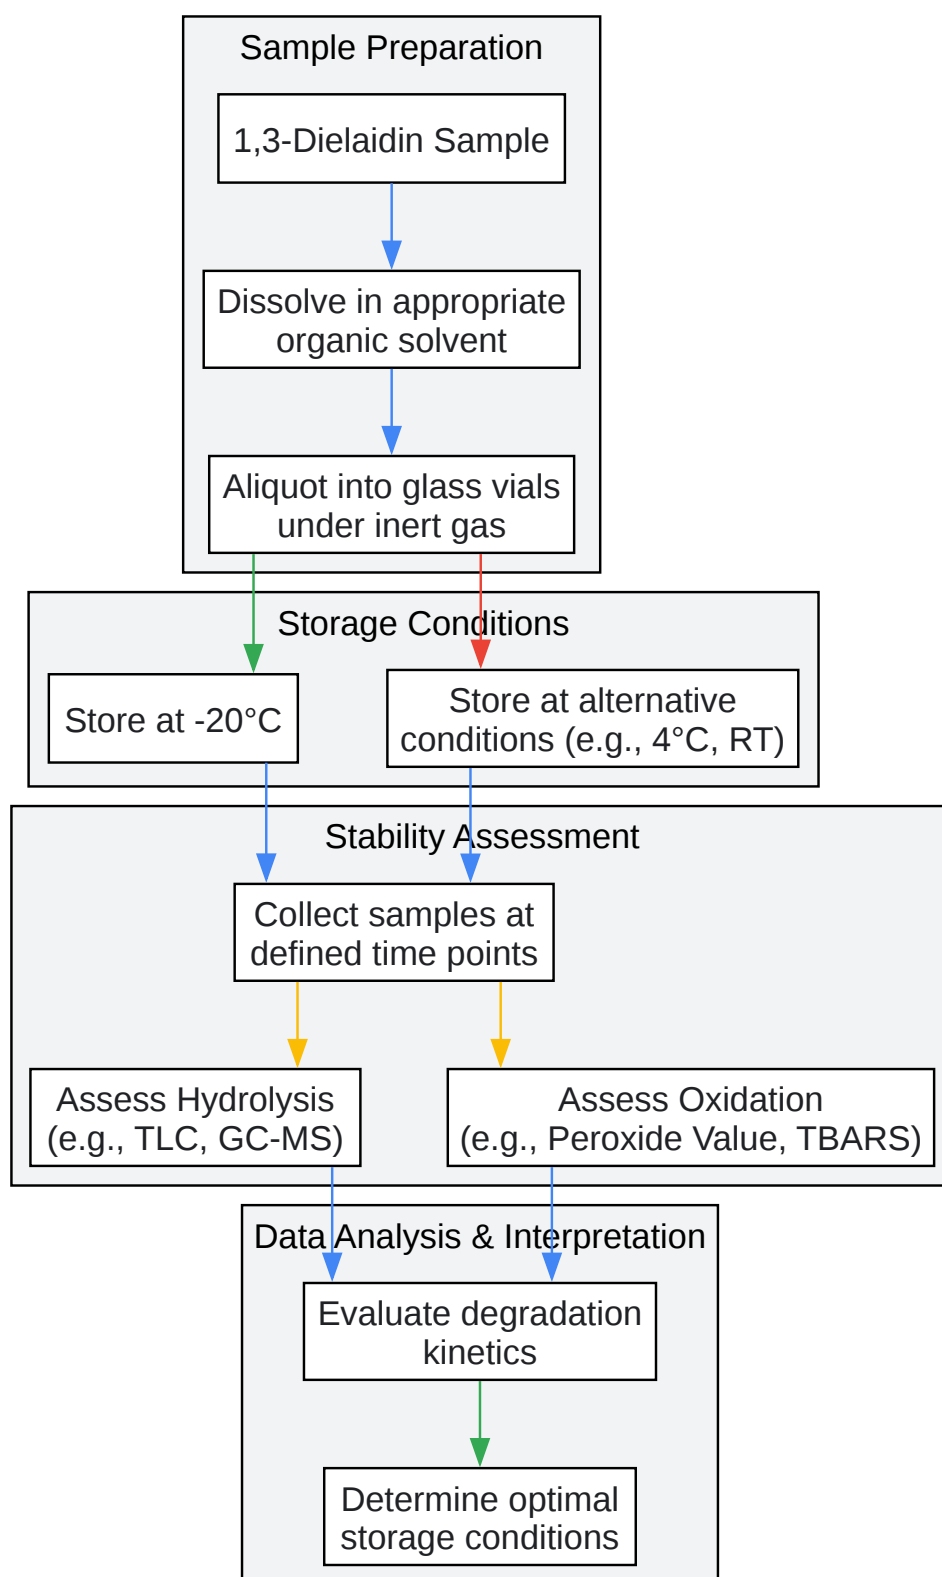 Sample Preparation
1,3-Dielaidin Sample
Dissolve in appropriate
organic solvent
Aliquot into glass vials
under inert gas
Storage Conditions
Store at -20°C
Store at alternative
conditions (e.g., 4°C, RT)
Stability Assessment
Collect samples at
defined time points
Assess Hydrolysis
(e.g., TLC, GC-MS)
Assess Oxidation
(e.g., Peroxide Value, TBARS)
Data Analysis & Interpretation
Evaluate degradation
kinetics
Determine optimal
storage conditions